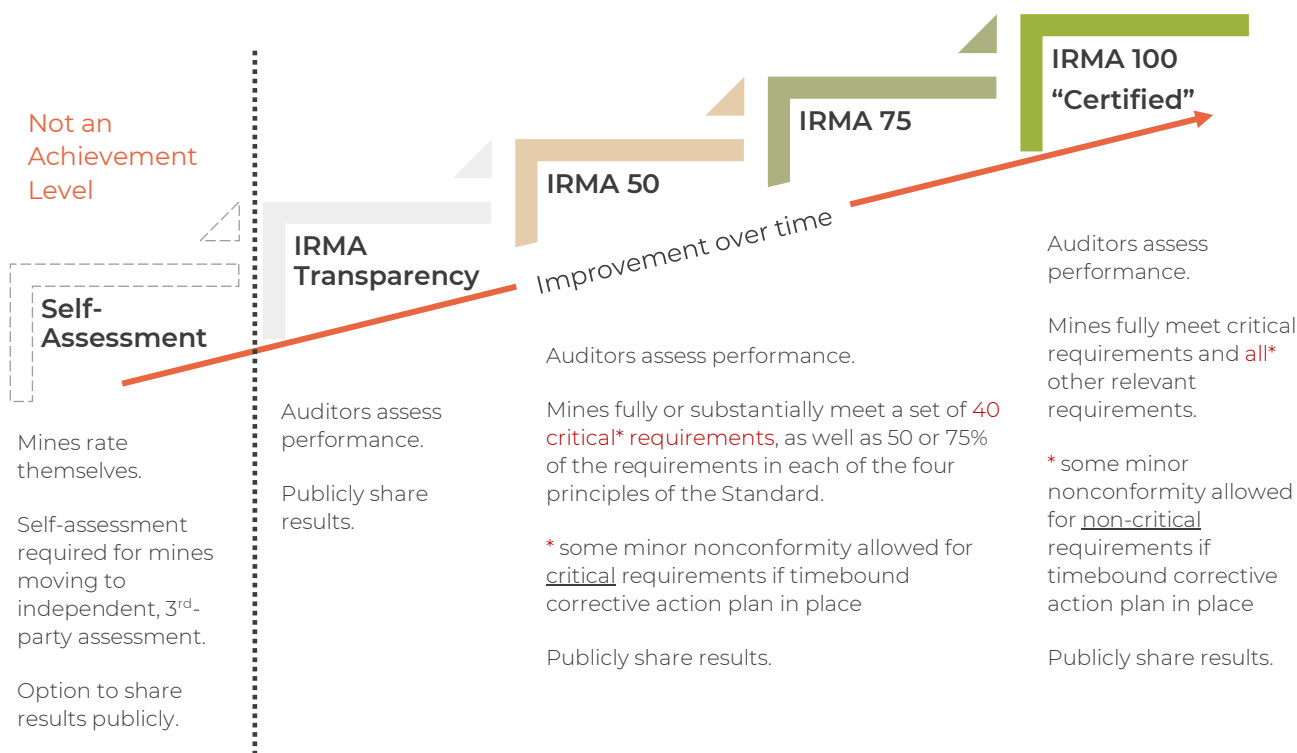 Not an
Achievement
Level
Self-
Assessment
Mines rate
themselves.
Self-assessment
required for mines
moving to
independent, 3rd-
party assessment.
Option to share
results publicly.
IRMA
Transparency
Auditors assess
performance.
Publicly share
results.
Improvement over time
IRMA 50
IRMA 75
Auditors assess performance.
Mines fully or substantially meet a set of 40
critical* requirements, as well as 50 or 75%
of the requirements in each of the four
principles of the Standard.
* some minor nonconformity allowed for
critical requirements if timebound
corrective action plan in place
Publicly share results.
IRMA 100
“Certified”
Auditors assess
performance.
Mines fully meet critical
requirements and all*
other relevant
requirements.
* some minor
nonconformity allowed
for non-critical
requirements if
timebound corrective
action plan in place
Publicly share results.